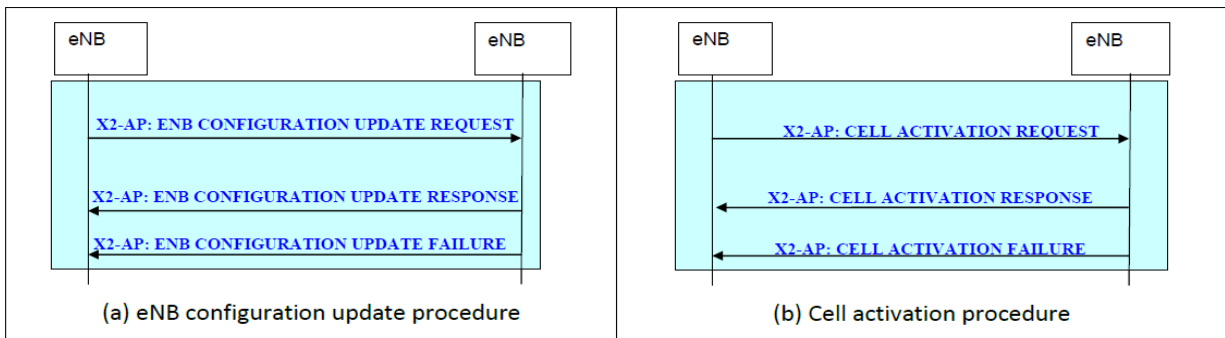 eNB
eNB
X2-AP: ENB CONFIGURATION UPDATE REQUEST
X2-AP: ENB CONFIGURATION UPDATE RESPONSE
X2-AP: ENB CONFIGURATION UPDATE FAILURE
(a) eNB configuration update procedure
eNB
eNB
X2-AP: CELL ACTIVATION REQUEST
X2-AP: CELL ACTIVATION RESPONSE
X2-AP: CELL ACTIVATION FAILURE
(b) Cell activation procedure